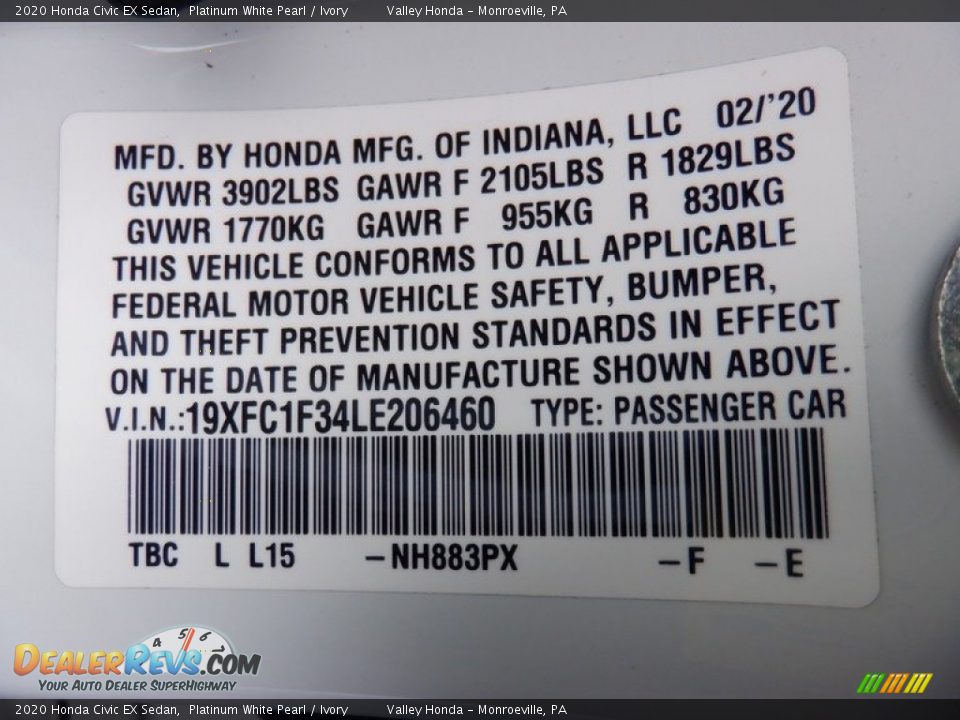 2020 Honda Civic EX Sedan, Platinum White Pearl / Ivory Valley Honda - Monroeville, PA
MFD. BY HONDA MFG. OF INDIANA, LLC 02/'20
GVWR 3902LBS GAWR F 2105LBS R 1829LBS
GVWR 1770KG GAWR F 955KG R 830KG
THIS VEHICLE CONFORMS TO ALL APPLICABLE
FEDERAL MOTOR VEHICLE SAFETY, BUMPER,
AND THEFT PREVENTION STANDARDS IN EFFECT
ON THE DATE OF MANUFACTURE SHOWN ABOVE.
V.I.N.:19XFC1F34LE206460 TYPE: PASSENGER CAR
TBC L L15 -NH883PX -F -E
4 5 6 7
DEALERREVS.COM
YOUR AUTO DEALER SUPERHIGHWAY
2020 Honda Civic EX Sedan, Platinum White Pearl / Ivory Valley Honda - Monroeville, PA